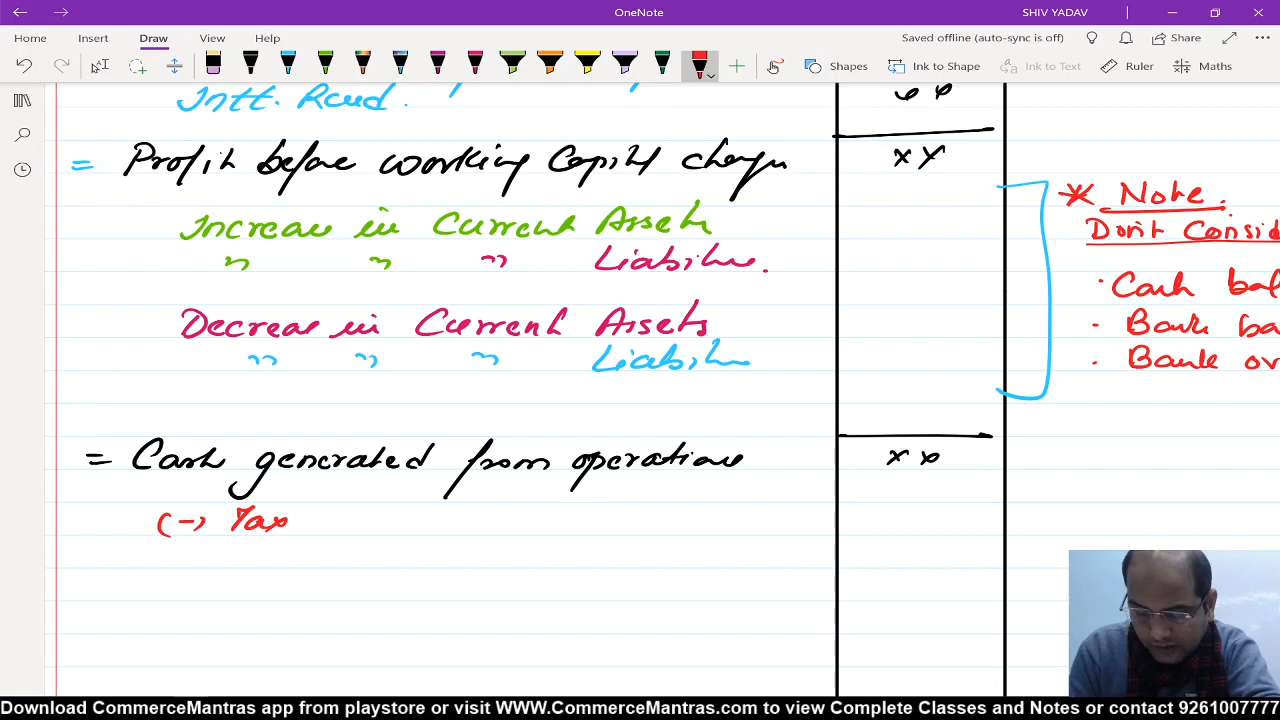 OneNote
SHIV YADAV
Home Insert Draw View Help
Saved offline (auto-sync is off) Share
Shapes Ink to Shape Ink to Text Ruler Maths
Intt. Recd.
= Profit before working Capital changes xx
* Note.
Increase in Current Assets
Don't Consid
" " " Liabilities.
Cash bal
Decrease in Current Assets
Bank ba
" " " Liabilities
Bank ov
= Cash generated from operations xx
(-) Tax
Download CommerceMantras app from playstore or visit WWW.CommerceMantras.com to view Complete Classes and Notes or contact 9261007777